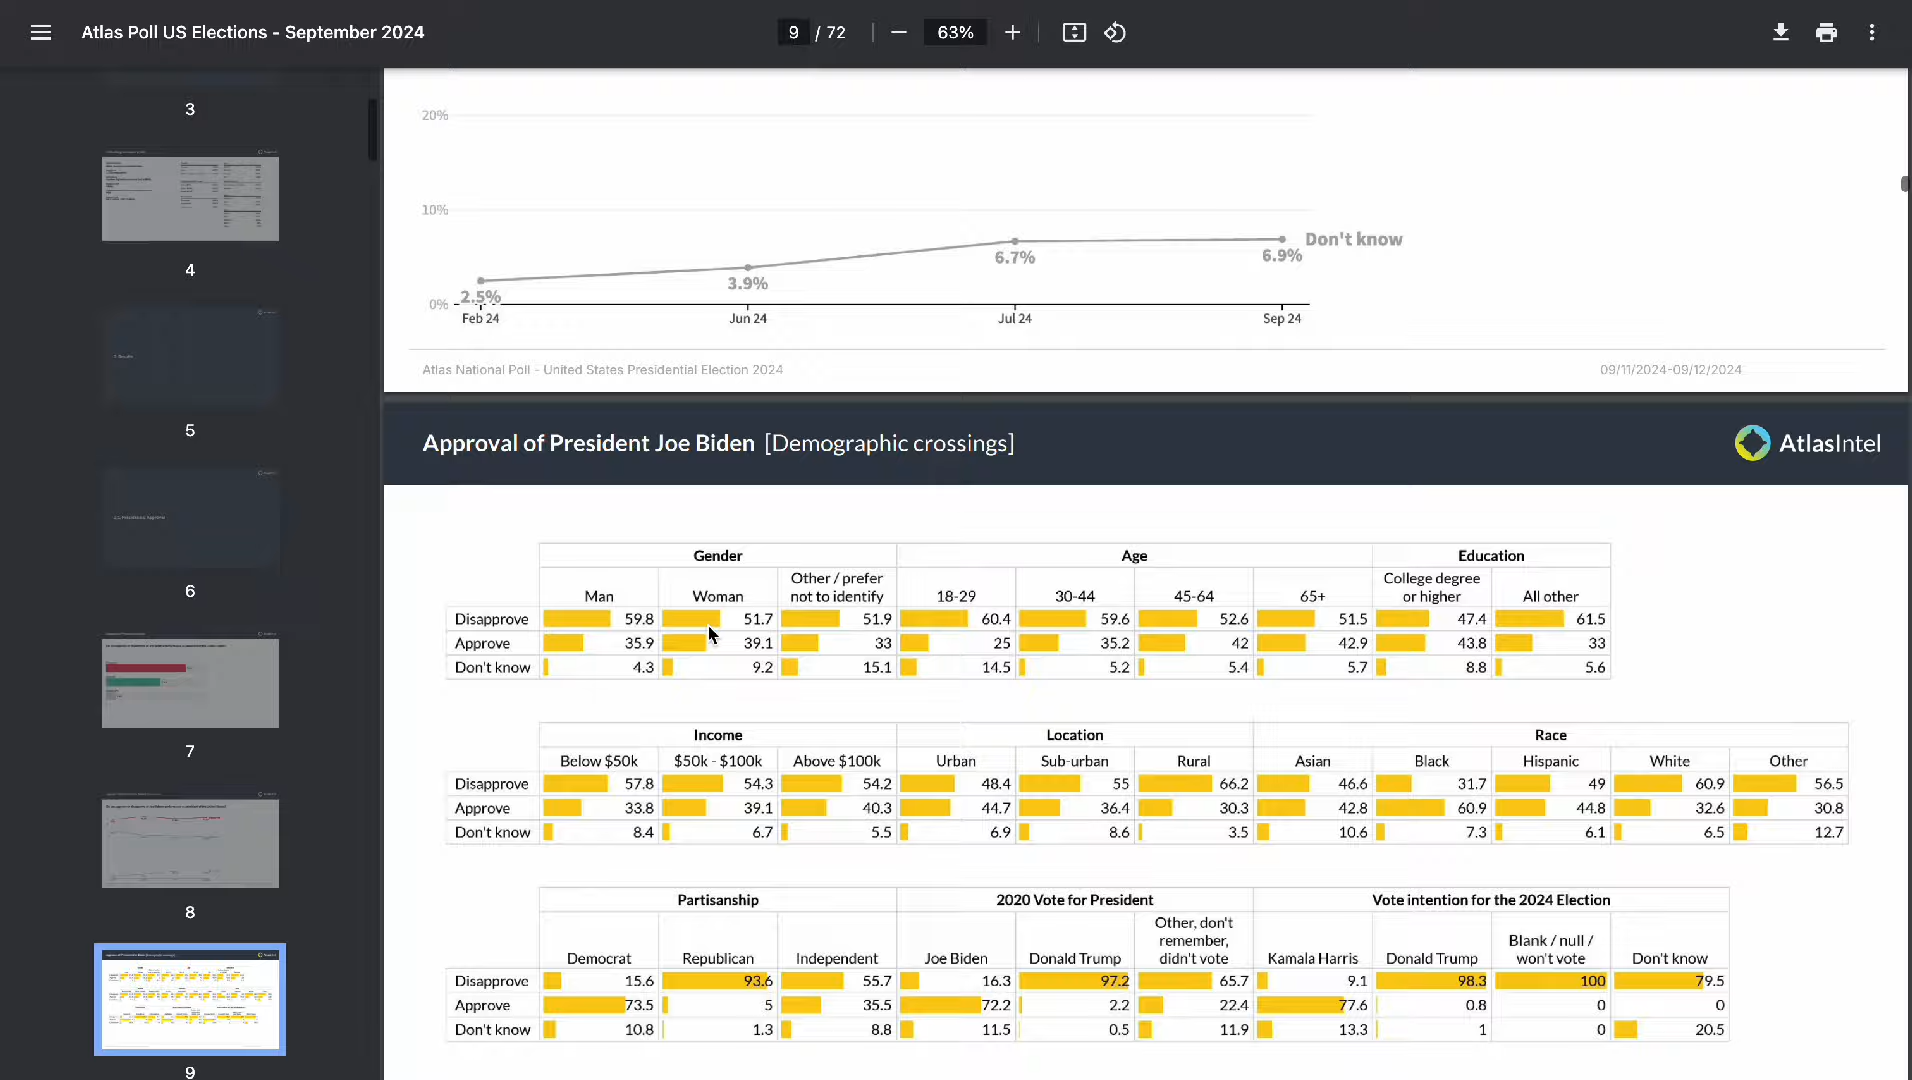 Atlas Poll US Elections - September 2024
9 / 72
63%
3
4
5
6
7
8
9
20%
10%
0%
2.5%
3.9%
6.7%
6.9%
Don't know
Feb 24
Jun 24
Jul 24
Sep 24
Atlas National Poll - United States Presidential Election 2024
09/11/2024-09/12/2024
Approval of President Joe Biden [Demographic crossings]
AtlasIntel
Gender Age Education
Man Woman Other / prefer not to identify 18-29 30-44 45-64 65+ College degree or higher All other
Disapprove 59.8 51.7 51.9 60.4 59.6 52.6 51.5 47.4 61.5
Approve 35.9 39.1 33 25 35.2 42 42.9 43.8 33
Don't know 4.3 9.2 15.1 14.5 5.2 5.4 5.7 8.8 5.6
Income Location Race
Below $50k $50k - $100k Above $100k Urban Sub-urban Rural Asian Black Hispanic White Other
Disapprove 57.8 54.3 54.2 48.4 55 66.2 46.6 31.7 49 60.9 56.5
Approve 33.8 39.1 40.3 44.7 36.4 30.3 42.8 60.9 44.8 32.6 30.8
Don't know 8.4 6.7 5.5 6.9 8.6 3.5 10.6 7.3 6.1 6.5 12.7
Partisanship 2020 Vote for President Vote intention for the 2024 Election
Democrat Republican Independent Joe Biden Donald Trump Other, don't remember, didn't vote Kamala Harris Donald Trump Blank / null / won't vote Don't know
Disapprove 15.6 93.6 55.7 16.3 97.2 65.7 9.1 98.3 100 79.5
Approve 73.5 5 35.5 72.2 2.2 22.4 77.6 0.8 0 0
Don't know 10.8 1.3 8.8 11.5 0.5 11.9 13.3 1 0 20.5